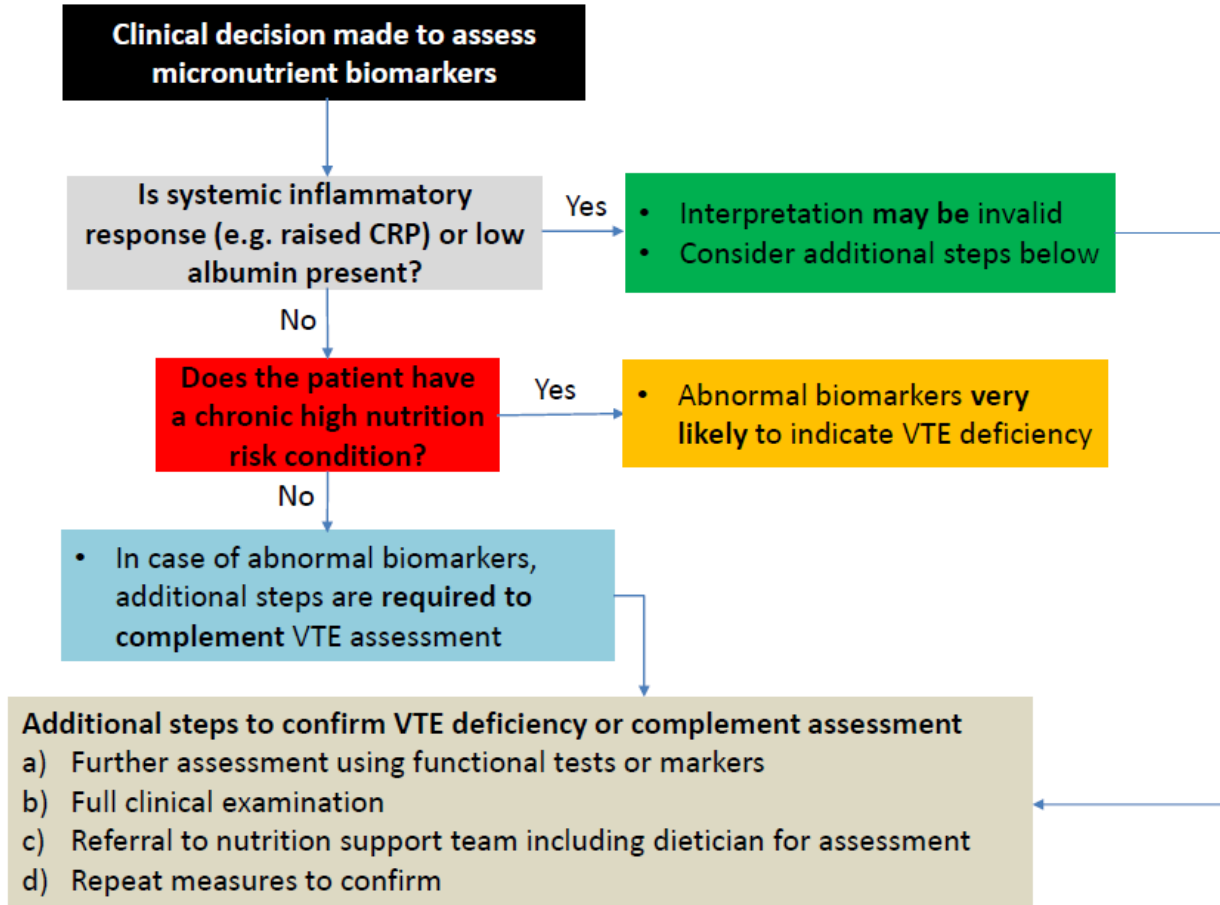 Clinical decision made to assess
micronutrient biomarkers
Is systemic inflammatory
response (e.g. raised CRP) or low
albumin present?
Yes
• Interpretation may be invalid
• Consider additional steps below
No
Does the patient have
a chronic high nutrition
risk condition?
Yes
• Abnormal biomarkers very
likely to indicate VTE deficiency
No
• In case of abnormal biomarkers,
additional steps are required to
complement VTE assessment
Additional steps to confirm VTE deficiency or complement assessment
a) Further assessment using functional tests or markers
b) Full clinical examination
c) Referral to nutrition support team including dietician for assessment
d) Repeat measures to confirm